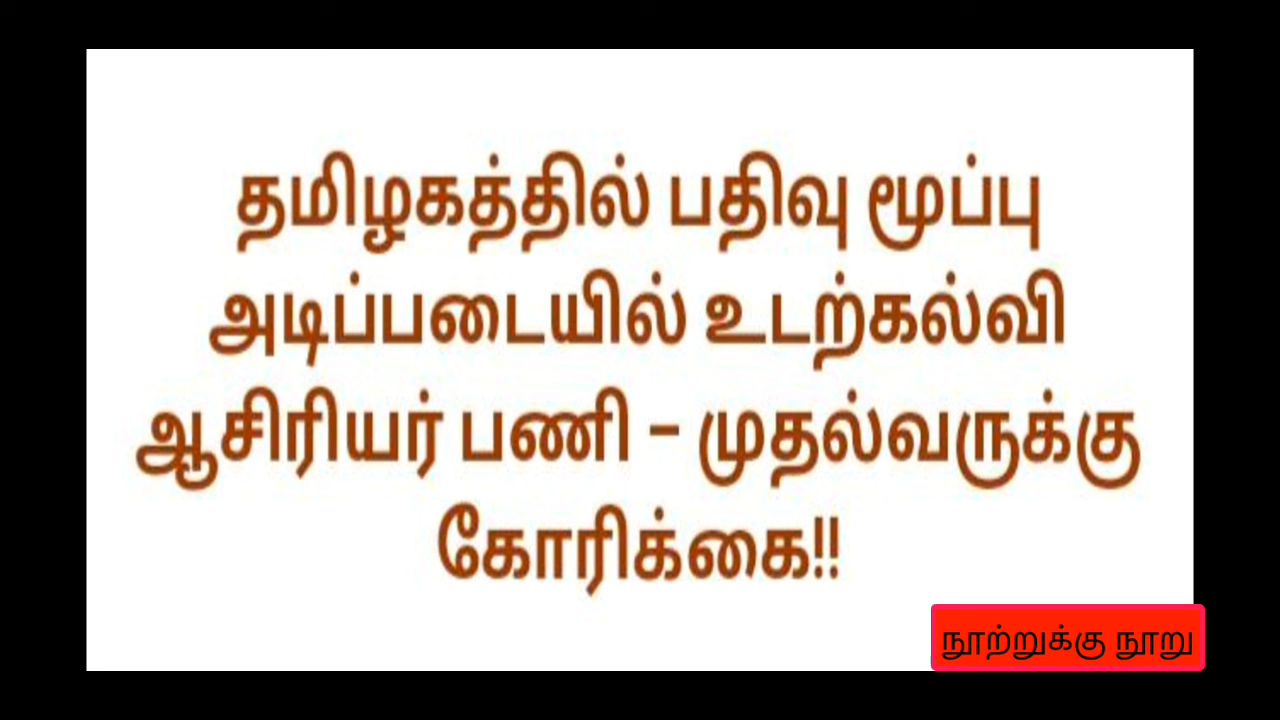 தமிழகத்தில் பதிவு மூப்பு
அடிப்படையில் உடற்கல்வி
ஆசிரியர் பணி – முதல்வருக்கு
கோரிக்கை!!
நூற்றுக்கு நூறு